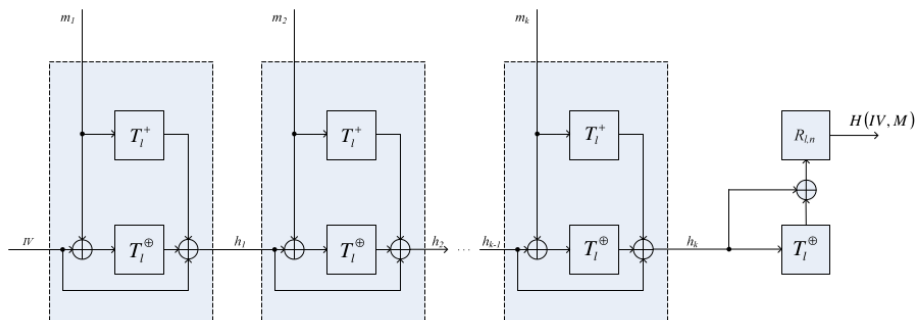 m₁ m₂ mₖ
T_l^+ T_l^+ T_l^+
R_{l,n} H(IV,M)
IV T_l^⊕ h₁ T_l^⊕ h₂ ... h_{k-1} T_l^⊕ hₖ T_l^⊕